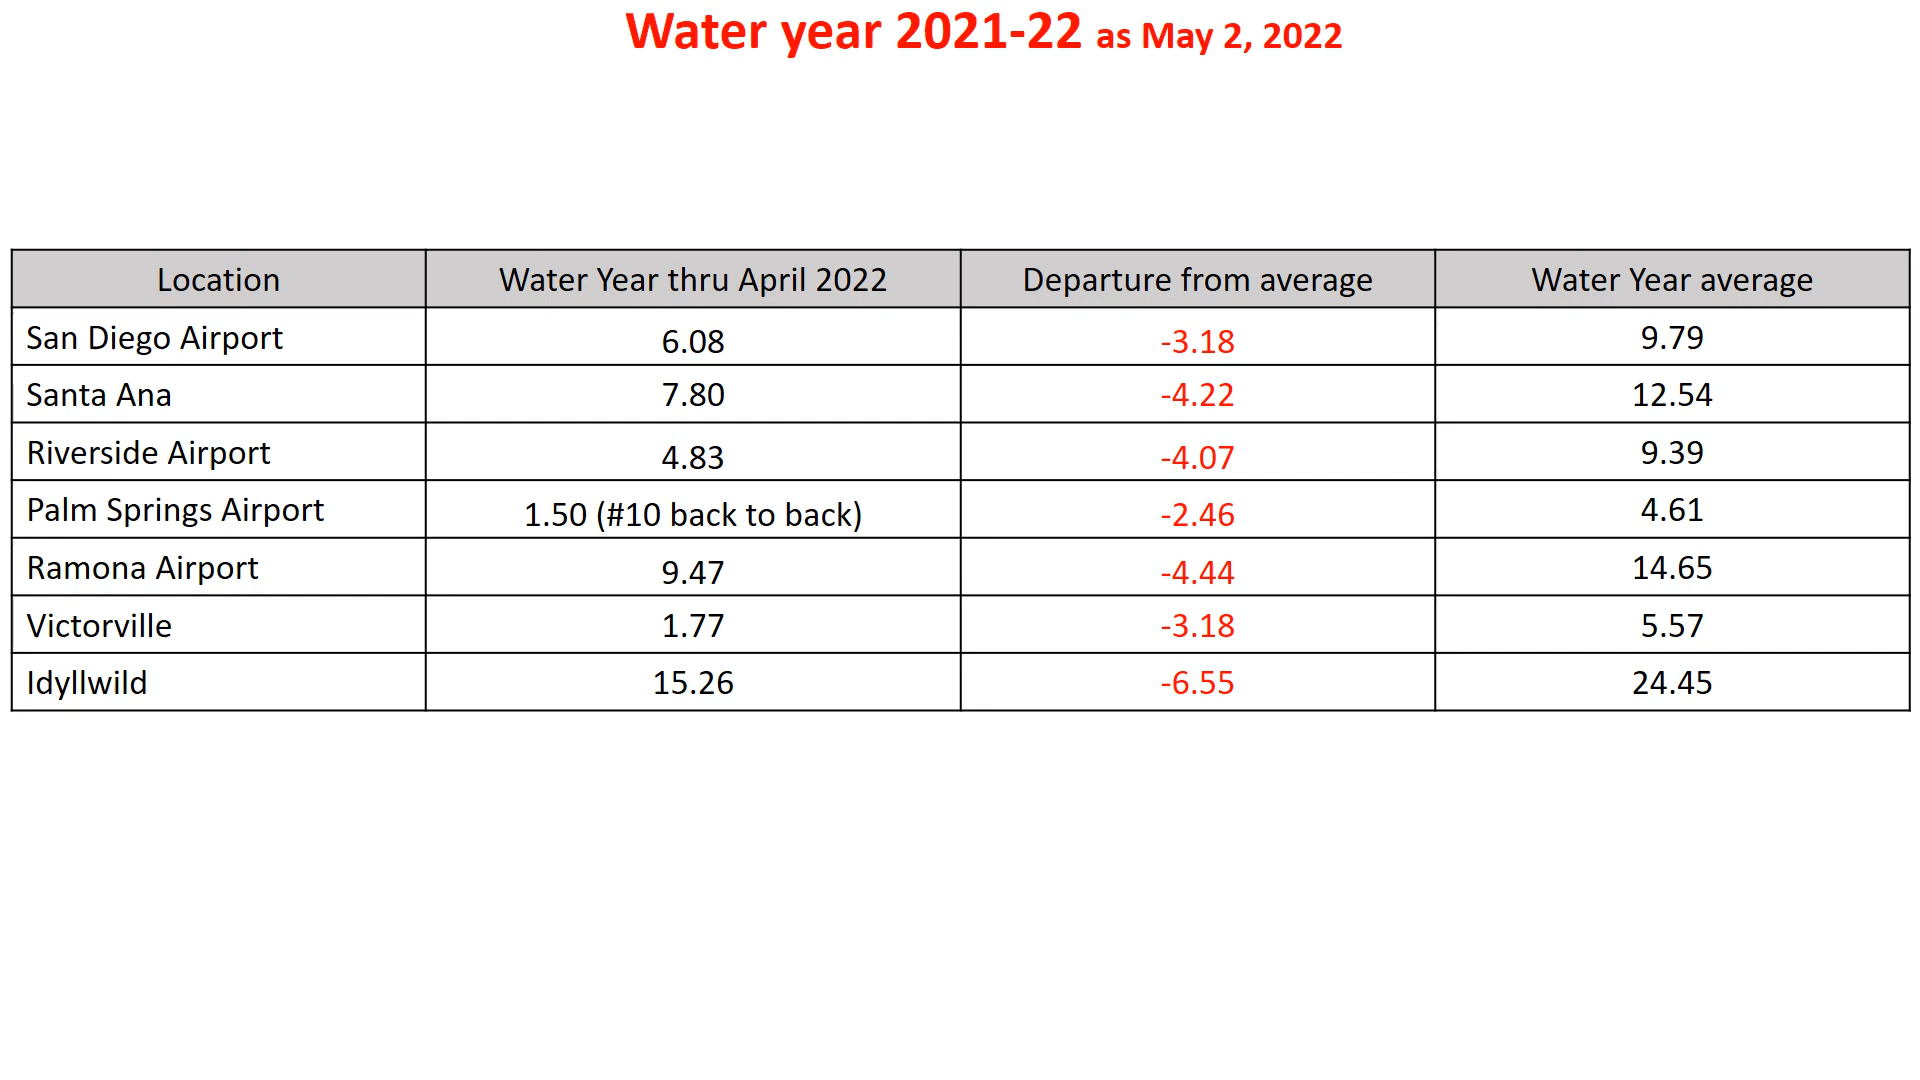 Water year 2021-22 as May 2, 2022
Location Water Year thru April 2022 Departure from average Water Year average
San Diego Airport 6.08 -3.18 9.79
Santa Ana 7.80 -4.22 12.54
Riverside Airport 4.83 -4.07 9.39
Palm Springs Airport 1.50 (#10 back to back) -2.46 4.61
Ramona Airport 9.47 -4.44 14.65
Victorville 1.77 -3.18 5.57
Idyllwild 15.26 -6.55 24.45